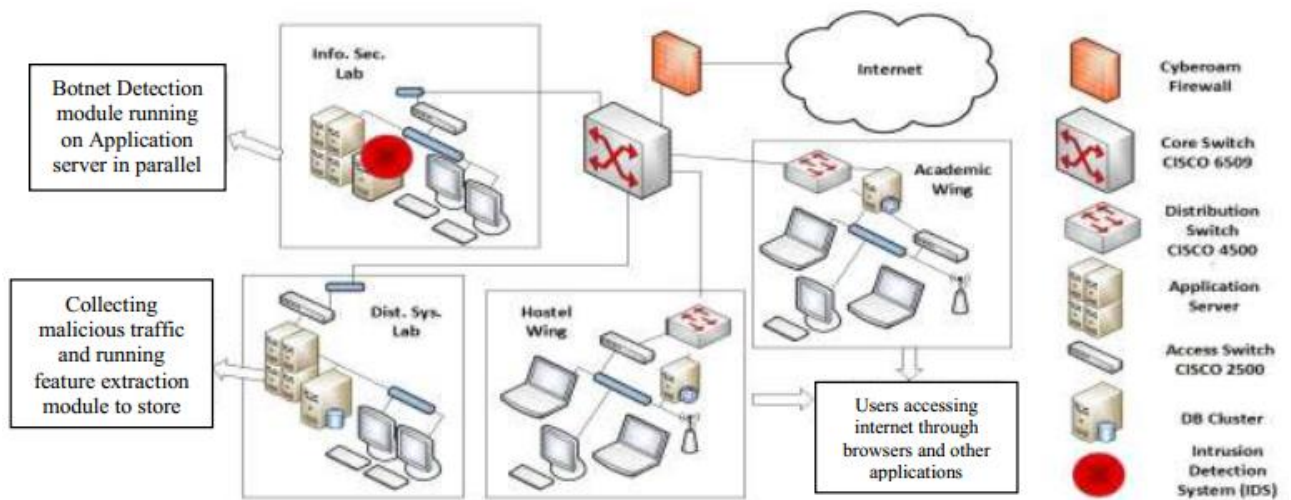 Botnet Detection
module running
on Application
server in parallel
Collecting
malicious traffic
and running
feature extraction
module to store
Info. Sec.
Lab
Dist. Sys.
Lab
Hostel
Wing
Internet
Academic
Wing
Users accessing
internet through
browsers and other
applications
Cyberoam
Firewall
Core Switch
CISCO 6509
Distribution
Switch
CISCO 4500
Application
Server
Access Switch
CISCO 2500
DB Cluster
Intrusion
Detection
System (IDS)